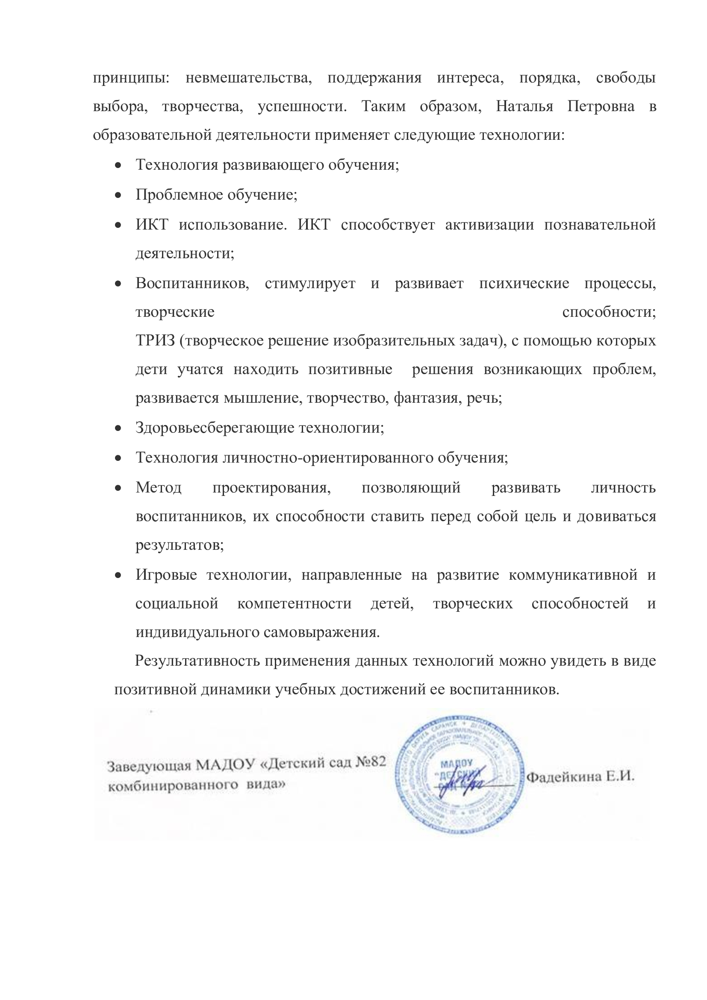 принципы: невмешательства, поддержания интереса, порядка, свободы
выбора, творчества, успешности. Таким образом, Наталья Петровна в
образовательной деятельности применяет следующие технологии:
• Технология развивающего обучения;
• Проблемное обучение;
• ИКТ использование. ИКТ способствует активизации познавательной
деятельности;
• Воспитанников, стимулирует и развивает психические процессы,
творческие способности;
ТРИЗ (творческое решение изобразительных задач), с помощью которых
дети учатся находить позитивные решения возникающих проблем,
развивается мышление, творчество, фантазия, речь;
• Здоровьесберегающие технологии;
• Технология личностно-ориентированного обучения;
• Метод проектирования, позволяющий развивать личность
воспитанников, их способности ставить перед собой цель и довиваться
результатов;
• Игровые технологии, направленные на развитие коммуникативной и
социальной компетентности детей, творческих способностей и
индивидуального самовыражения.
Результативность применения данных технологий можно увидеть в виде
позитивной динамики учебных достижений ее воспитанников.
Заведующая МАДОУ «Детский сад №82
комбинированного вида»
МАДОУ
Фадейкина Е.И.